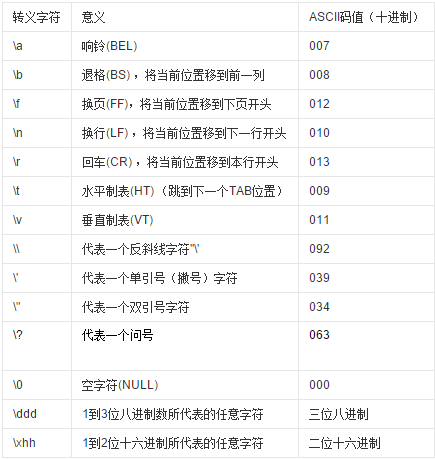 转义字符 意义 ASCII码值（十进制）
\a 响铃(BEL) 007
\b 退格(BS) ，将当前位置移到前一列 008
\f 换页(FF)，将当前位置移到下页开头 012
\n 换行(LF) ，将当前位置移到下一行开头 010
\r 回车(CR) ，将当前位置移到本行开头 013
\t 水平制表(HT) （跳到下一个TAB位置） 009
\v 垂直制表(VT) 011
\\ 代表一个反斜线字符''\' 092
\' 代表一个单引号（撇号）字符 039
\" 代表一个双引号字符 034
\? 代表一个问号 063
\0 空字符(NULL) 000
\ddd 1到3位八进制数所代表的任意字符 三位八进制
\xhh 1到2位十六进制所代表的任意字符 二位十六进制